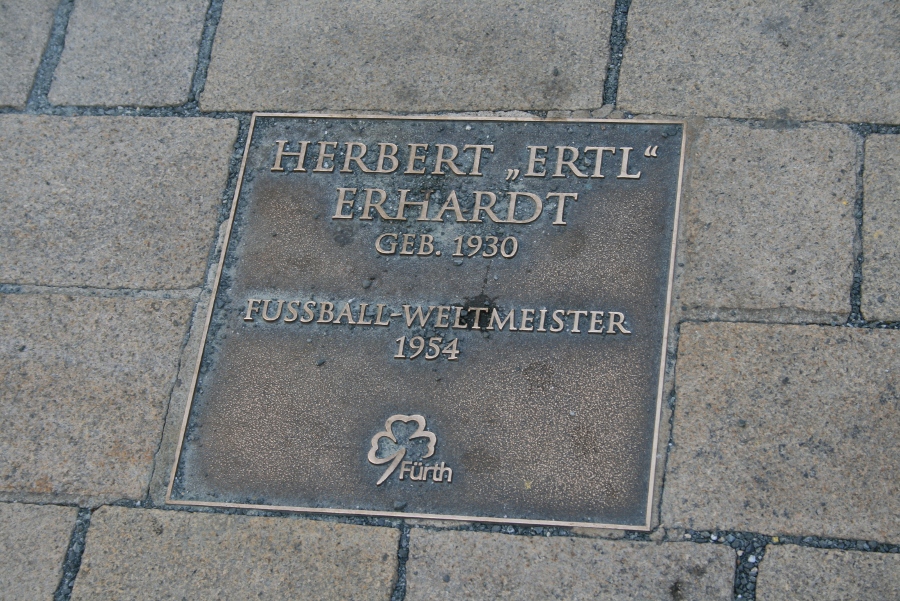 HERBERT „ERTL“
ERHARDT
GEB. 1930
FUSSBALL-WELTMEISTER
1954
Fürth